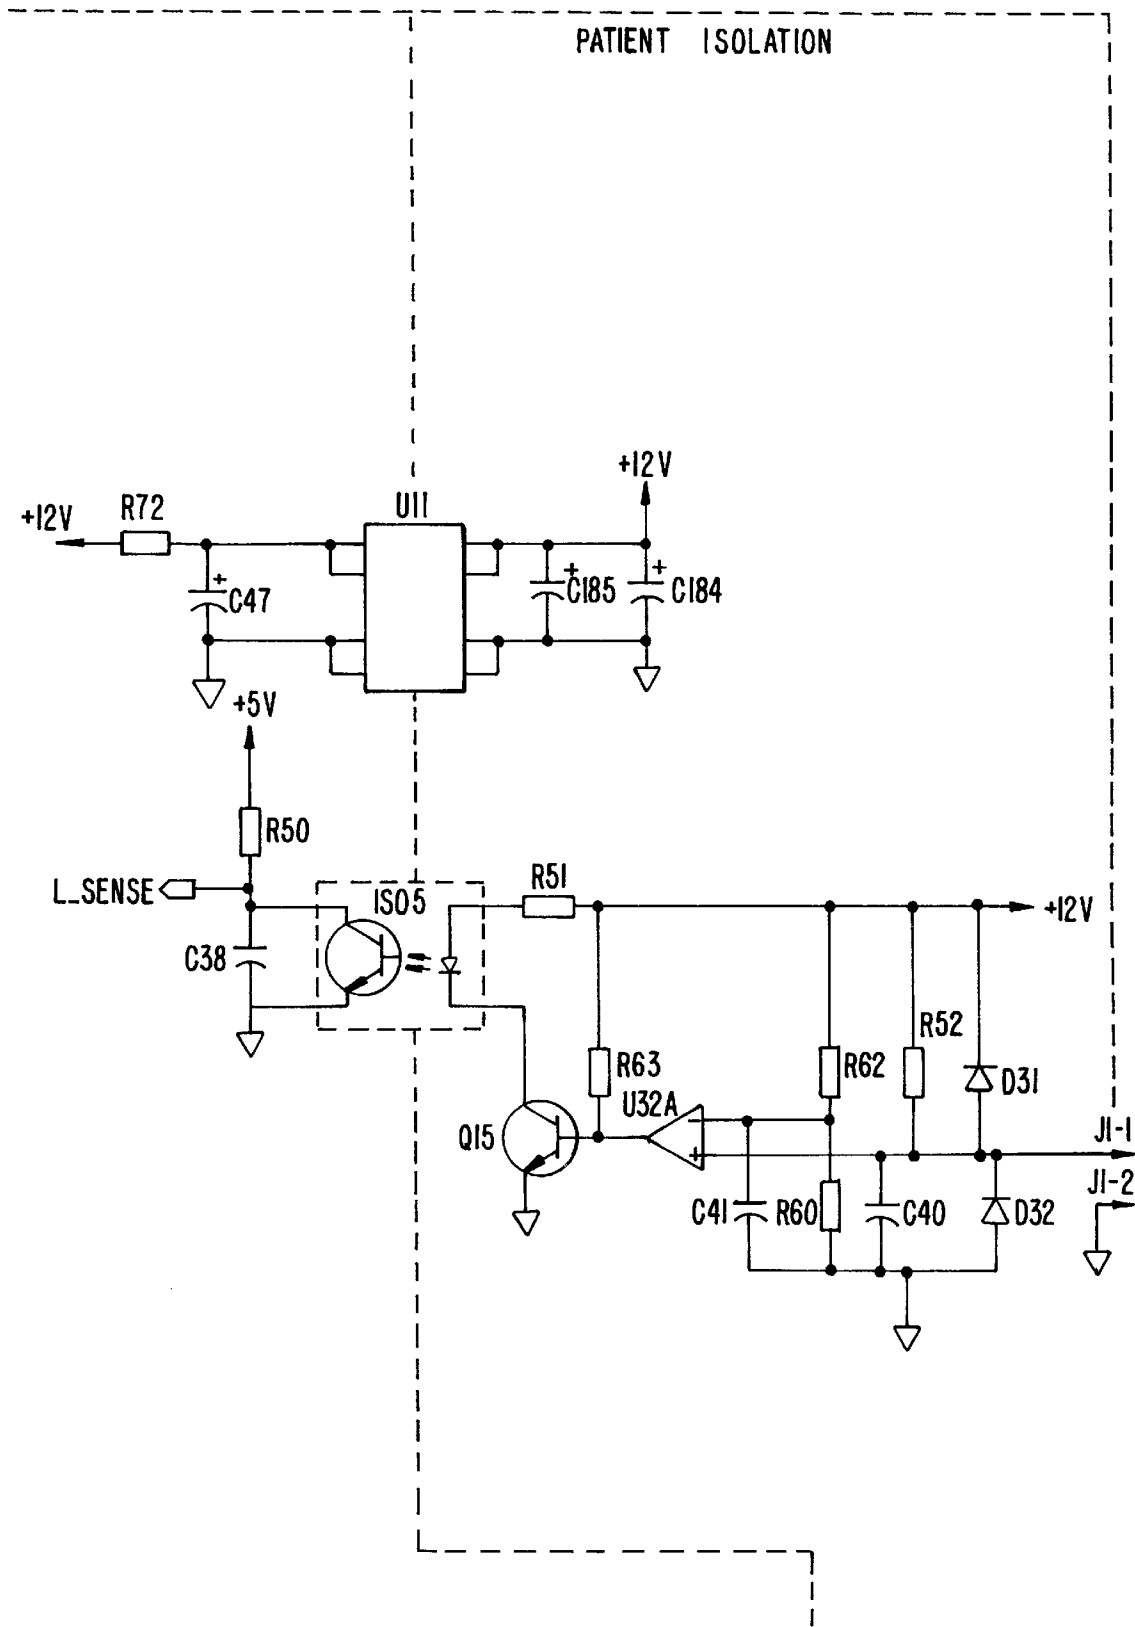 PATIENT ISOLATION
+12V
U11
R72
+12V
+
C47
+
C185
+
C184
+5V
R50
L_SENSE
ISO5
R51
+12V
C38
R52
R63
R62
D31
U32A
Q15
−
+
J1-1
J1-2
C41
R60
C40
D32